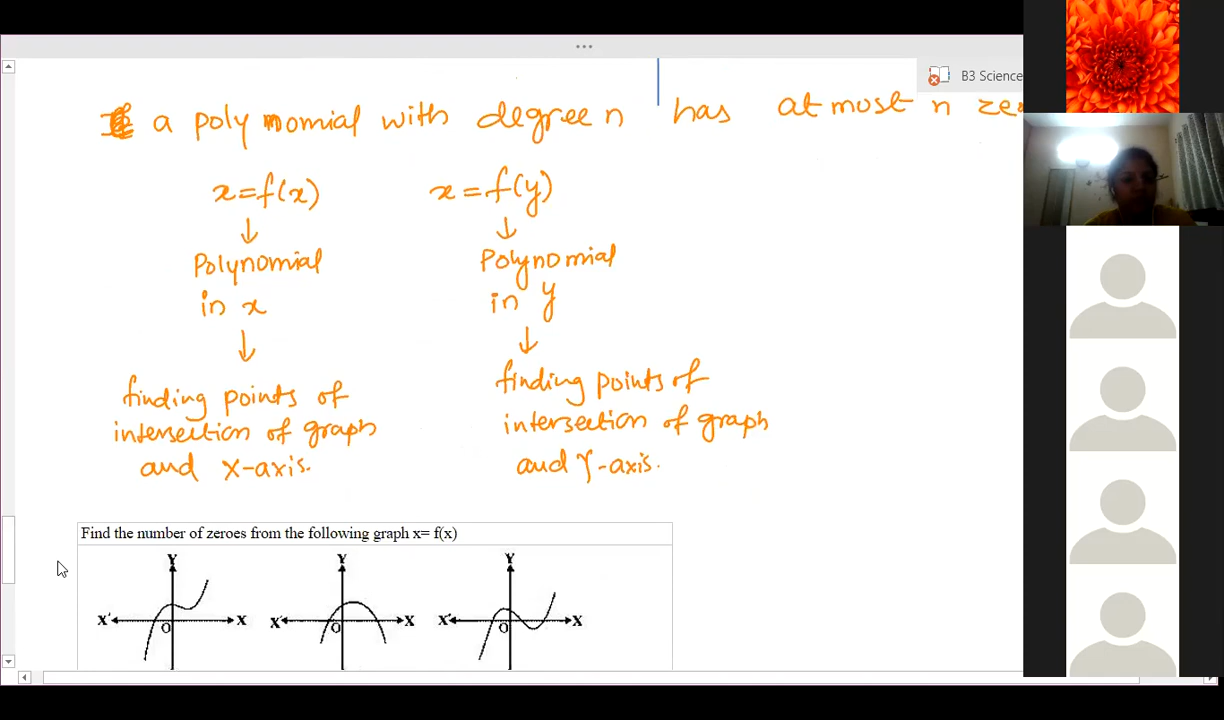 B3 Science
a polynomial with degree n has at most n
x=f(x) x=f(y)
↓ ↓
Polynomial Polynomial
in x in y
↓ ↓
finding points of finding points of
intersection of graph intersection of graph
and X-axis. and Y-axis.
Find the number of zeroes from the following graph x= f(x)
Y Y Y
X' O X X' O X X' O X